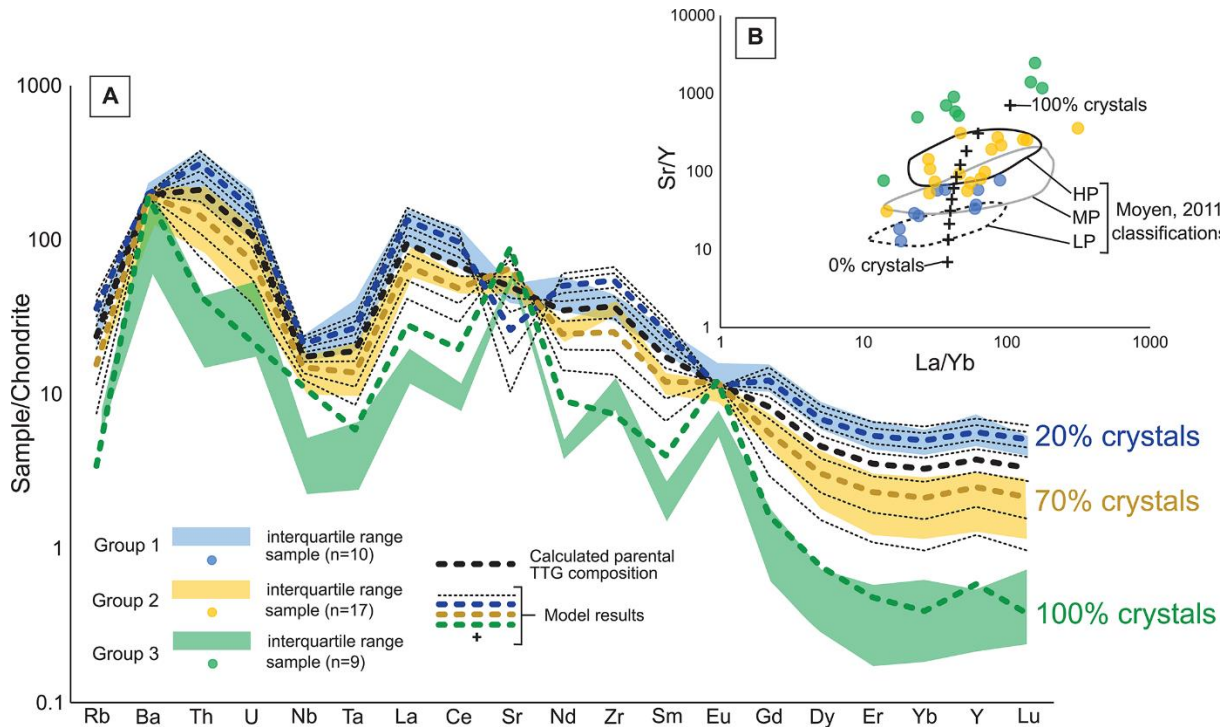 A
Sample/Chondrite
1000
100
10
1
0.1
Rb Ba Th U Nb Ta La Ce Sr Nd Zr Sm Eu Gd Dy Er Yb Y Lu
20% crystals
70% crystals
100% crystals
Group 1
interquartile range
sample (n=10)
Group 2
interquartile range
sample (n=17)
Group 3
interquartile range
sample (n=9)
Calculated parental
TTG composition
Model results
B
Sr/Y
10000
1000
100
10
1
1 10 100 1000
La/Yb
100% crystals
0% crystals
HP
MP
LP
Moyen, 2011
classifications